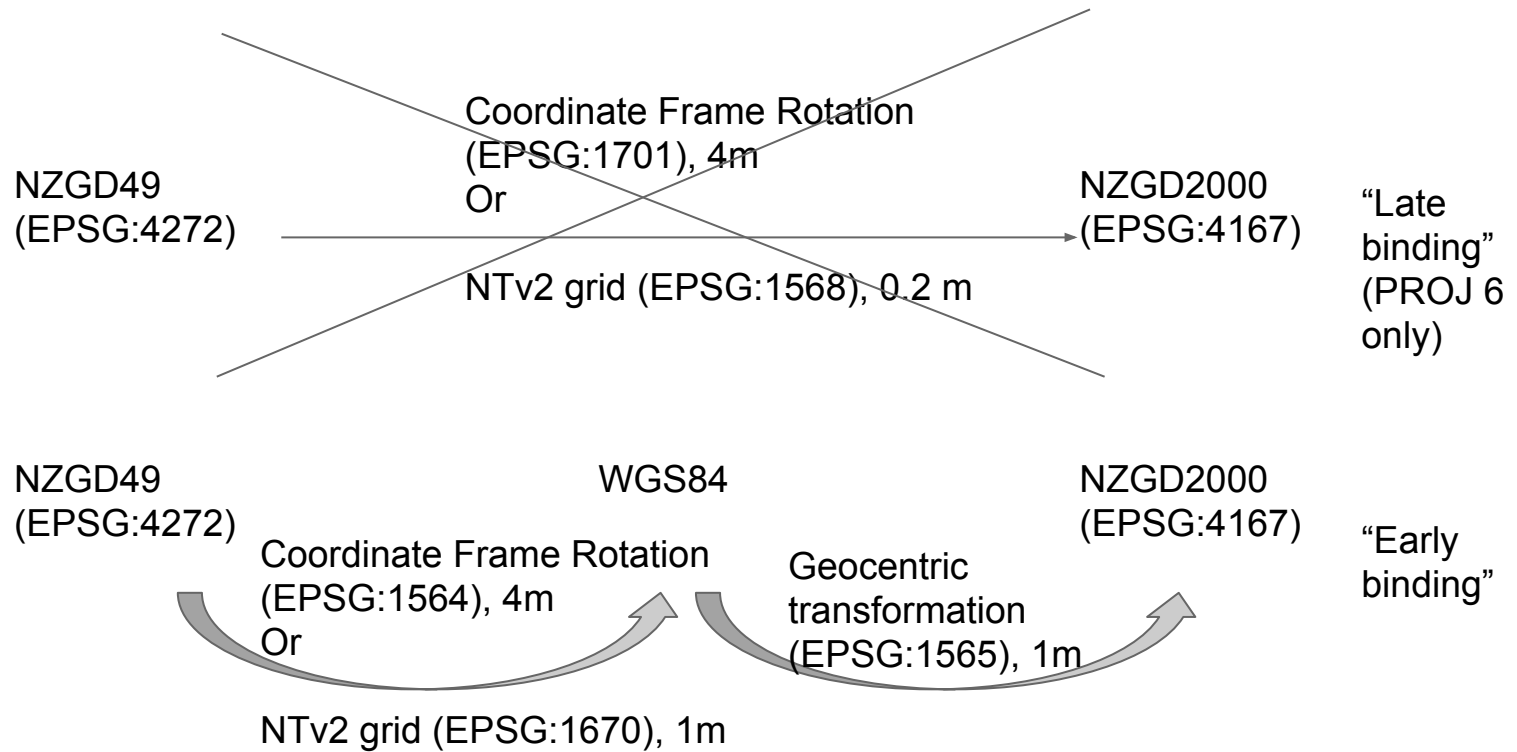 Coordinate Frame Rotation
(EPSG:1701), 4m
Or
NTv2 grid (EPSG:1568), 0.2 m
NZGD49
(EPSG:4272)
NZGD2000
(EPSG:4167)
“Late
binding”
(PROJ 6
only)
NZGD49
(EPSG:4272)
WGS84
NZGD2000
(EPSG:4167)
“Early
binding”
Coordinate Frame Rotation
(EPSG:1564), 4m
Or
NTv2 grid (EPSG:1670), 1m
Geocentric
transformation
(EPSG:1565), 1m